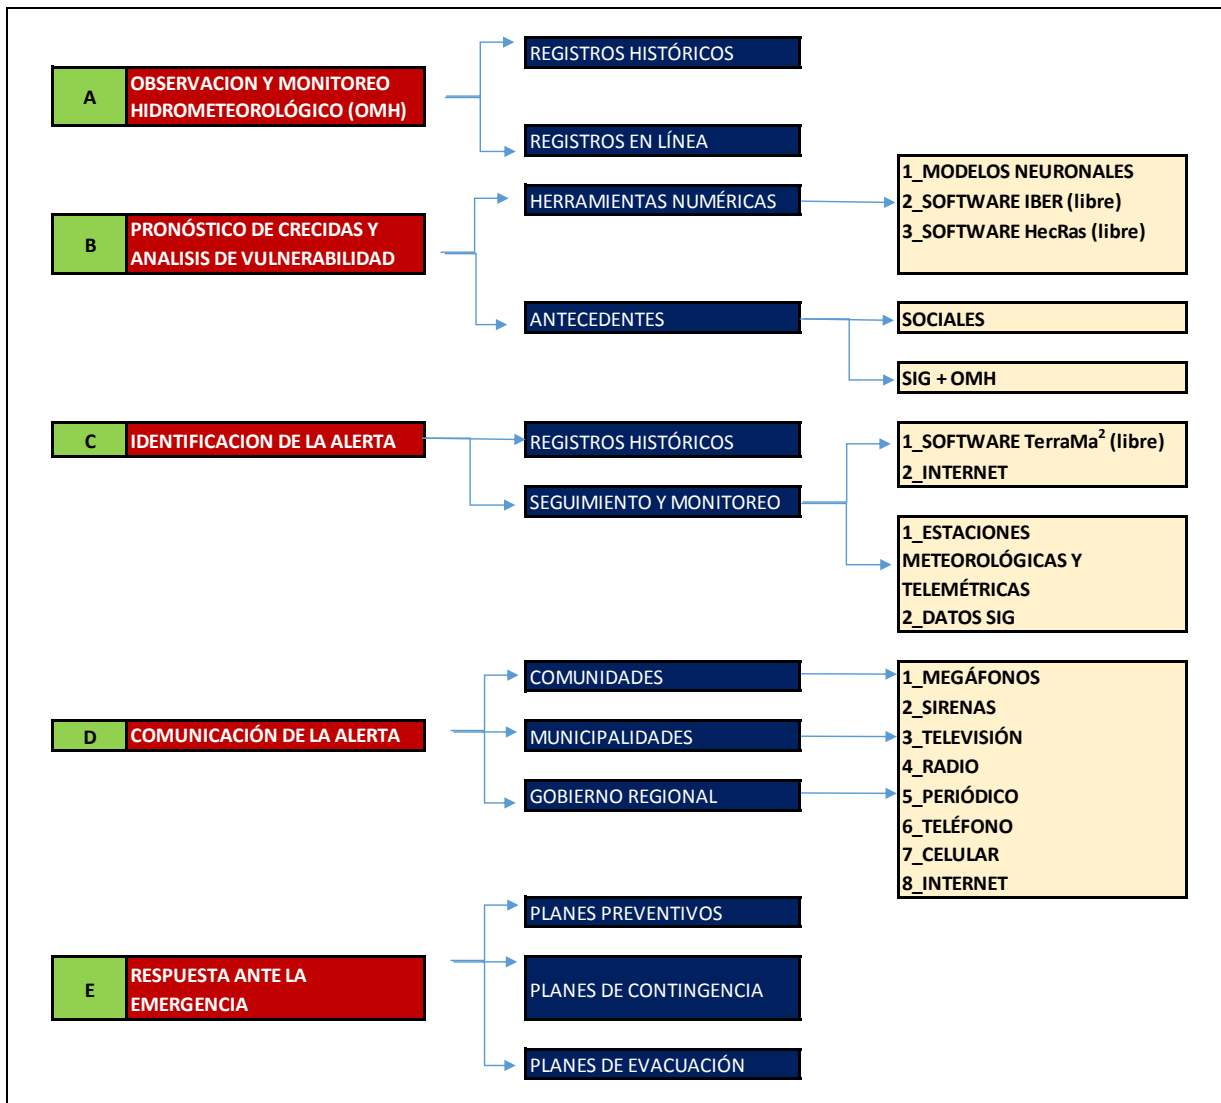 A
OBSERVACION Y MONITOREO
HIDROMETEOROLÓGICO (OMH)
REGISTROS HISTÓRICOS
REGISTROS EN LÍNEA
B
PRONÓSTICO DE CRECIDAS Y
ANALISIS DE VULNERABILIDAD
HERRAMIENTAS NUMÉRICAS
1_MODELOS NEURONALES
2_SOFTWARE IBER (libre)
3_SOFTWARE HecRas (libre)
ANTECEDENTES
SOCIALES
SIG + OMH
C
IDENTIFICACION DE LA ALERTA
REGISTROS HISTÓRICOS
SEGUIMIENTO Y MONITOREO
1_SOFTWARE TerraMa² (libre)
2_INTERNET
1_ESTACIONES
METEOROLÓGICAS Y
TELEMÉTRICAS
2_DATOS SIG
D
COMUNICACIÓN DE LA ALERTA
COMUNIDADES
MUNICIPALIDADES
GOBIERNO REGIONAL
1_MEGÁFONOS
2_SIRENAS
3_TELEVISIÓN
4_RADIO
5_PERIÓDICO
6_TELÉFONO
7_CELULAR
8_INTERNET
E
RESPUESTA ANTE LA
EMERGENCIA
PLANES PREVENTIVOS
PLANES DE CONTINGENCIA
PLANES DE EVACUACIÓN